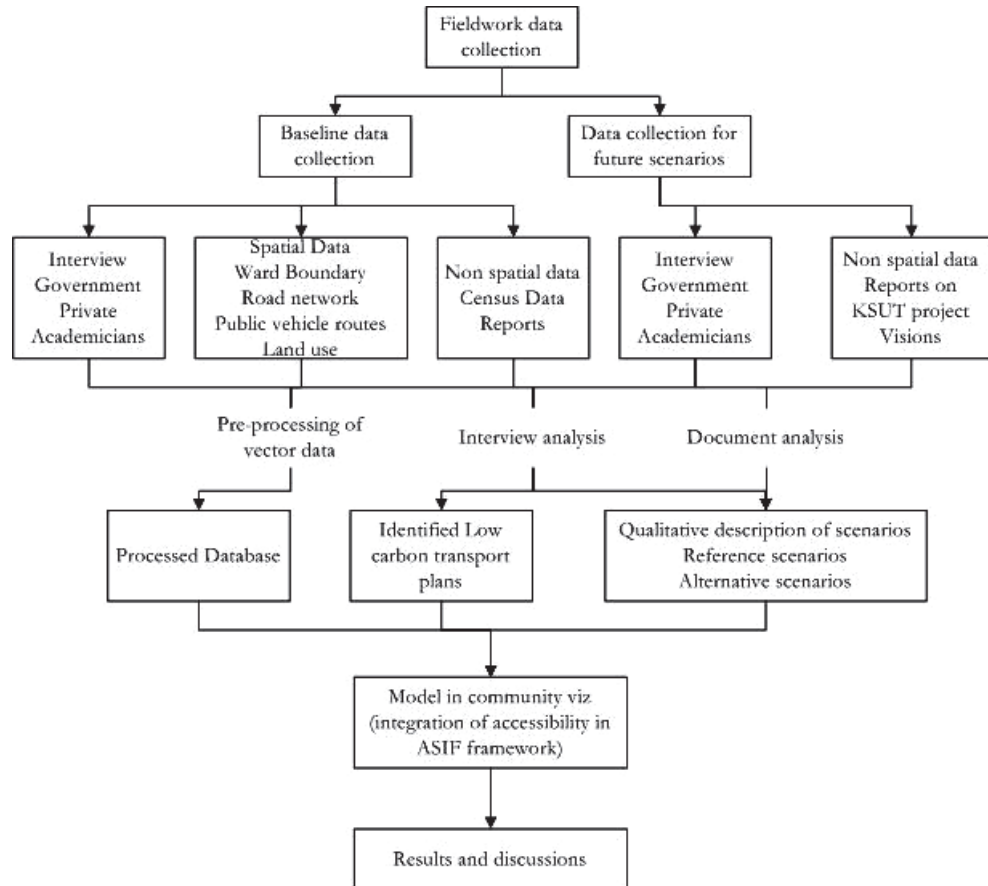 Fieldwork data
collection
Baseline data
collection
Data collection for
future scenarios
Interview
Government
Private
Academicians
Spatial Data
Ward Boundary
Road network
Public vehicle routes
Land use
Non spatial data
Census Data
Reports
Interview
Government
Private
Academicians
Non spatial data
Reports on
KSUT project
Visions
Pre-processing of
vector data
Interview analysis
Document analysis
Processed Database
Identified Low
carbon transport
plans
Qualitative description of scenarios
Reference scenarios
Alternative scenarios
Model in community viz
(integration of accessibility in
ASIF framework)
Results and discussions